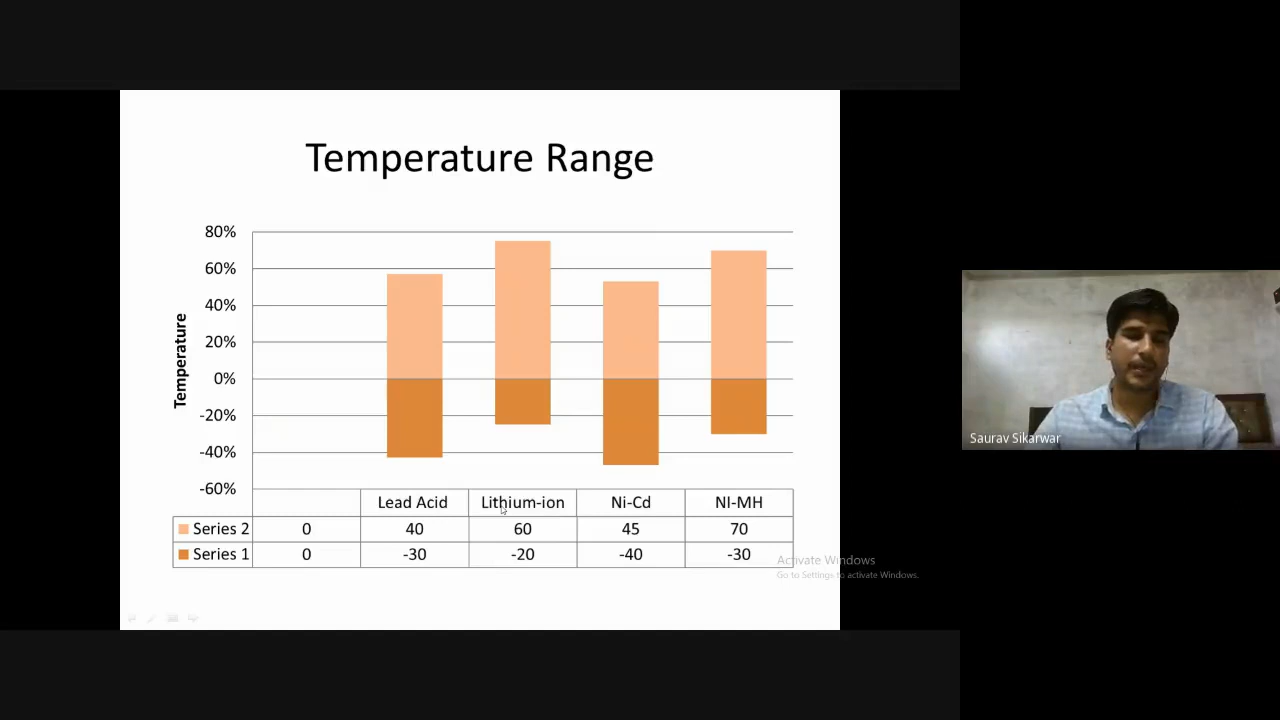 Temperature Range
80%
60%
40%
20%
0%
-20%
-40%
-60%
Temperature
Lead Acid Lithium-ion Ni-Cd NI-MH
Series 2 0 40 60 45 70
Series 1 0 -30 -20 -40 -30
Activate Windows
Go to Settings to activate Windows.
Saurav Sikarwar